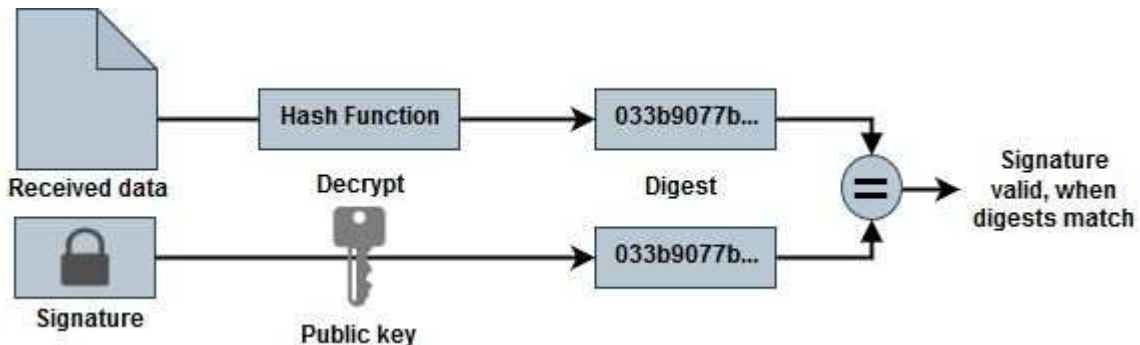 Hash Function
033b9077b...
Received data
Decrypt
Digest
=
Signature
valid, when
digests match
033b9077b...
Signature
Public key